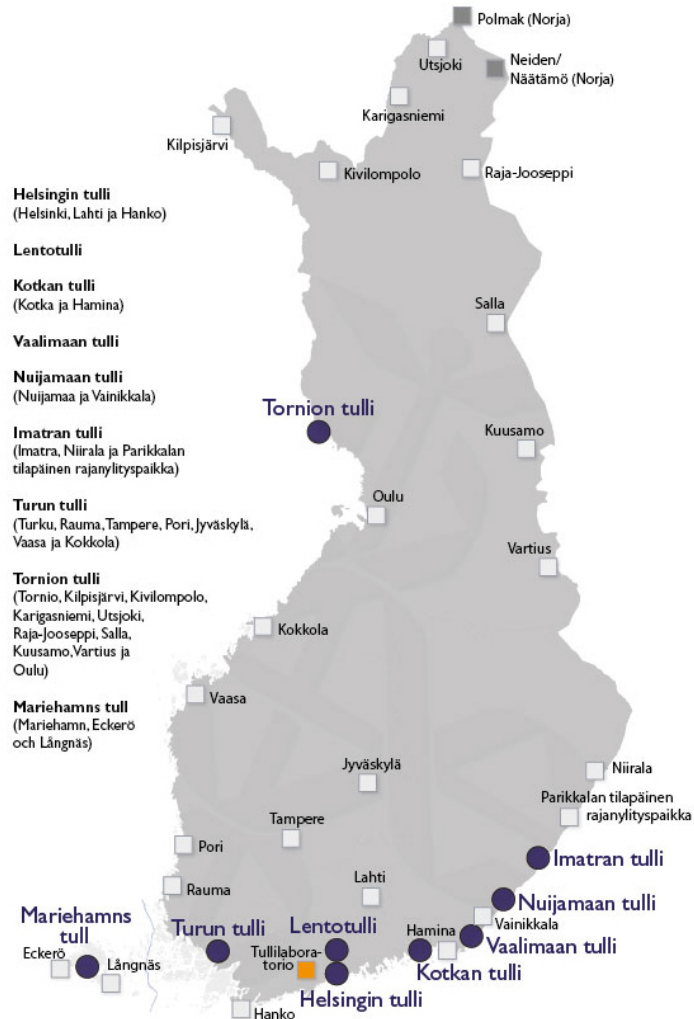 Polmak (Norja)
Utsjoki
Neiden/
Näätämö (Norja)
Karigasniemi
Kilpisjärvi
Kivilompolo
Raja-Jooseppi
Helsingin tulli
(Helsinki, Lahti ja Hanko)
Lentotulli
Kotkan tulli
(Kotka ja Hamina)
Vaalimaan tulli
Nuijamaan tulli
(Nuijamaa ja Vainikkala)
Imatran tulli
(Imatra, Niirala ja Parikkalan
tilapäinen rajanylityspaikka)
Turun tulli
(Turku, Rauma, Tampere, Pori, Jyväskylä,
Vaasa ja Kokkola)
Tornion tulli
(Tornio, Kilpisjärvi, Kivilompolo,
Karigasniemi, Utsjoki,
Raja-Jooseppi, Salla,
Kuusamo, Vartius ja
Oulu)
Mariehamns tull
(Mariehamn, Eckerö
och Långnäs)
Salla
Tornion tulli
Kuusamo
Oulu
Vartius
Kokkola
Vaasa
Jyväskylä
Niirala
Parikkalan tilapäinen
rajanylityspaikka
Tampere
Pori
Imatran tulli
Lahti
Rauma
Nuijamaan tulli
Vainikkala
Mariehamns
tull
Turun tulli
Lentotulli
Hamina
Vaalimaan tulli
Eckerö
Långnäs
Tullilabora-
torio
Kotkan tulli
Helsingin tulli
Hanko